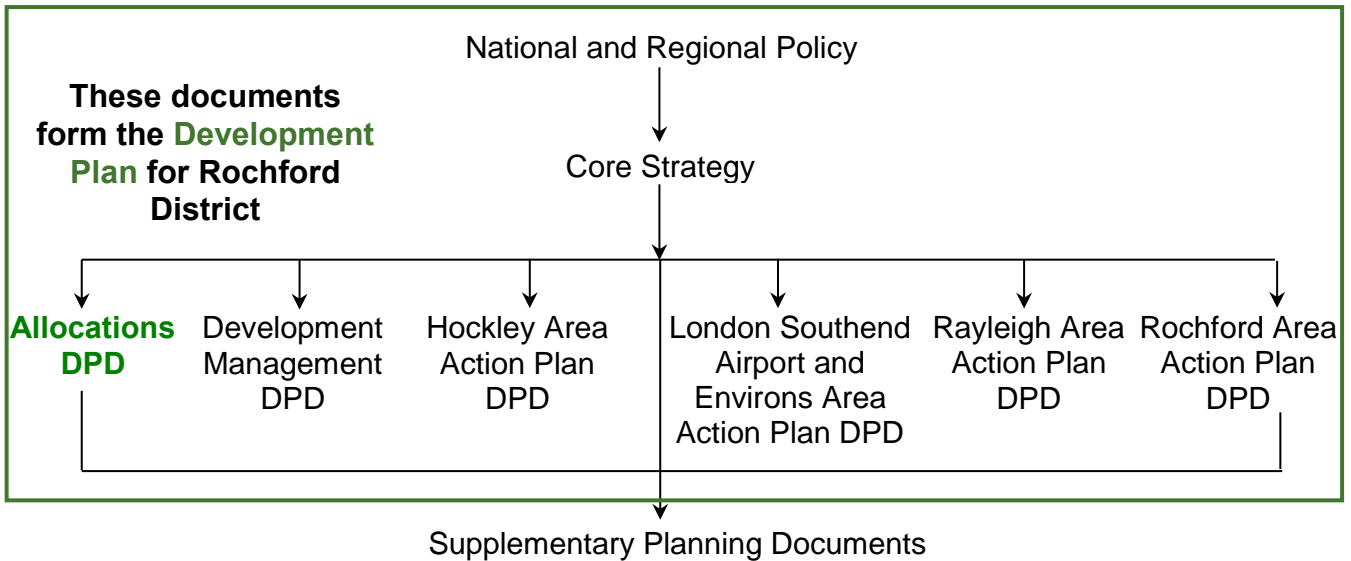 National and Regional Policy
These documents
form the Development
Plan for Rochford
District
Core Strategy
Allocations
DPD
Development
Management
DPD
Hockley Area
Action Plan
DPD
London Southend
Airport and
Environs Area
Action Plan DPD
Rayleigh Area
Action Plan
DPD
Rochford Area
Action Plan
DPD
Supplementary Planning Documents